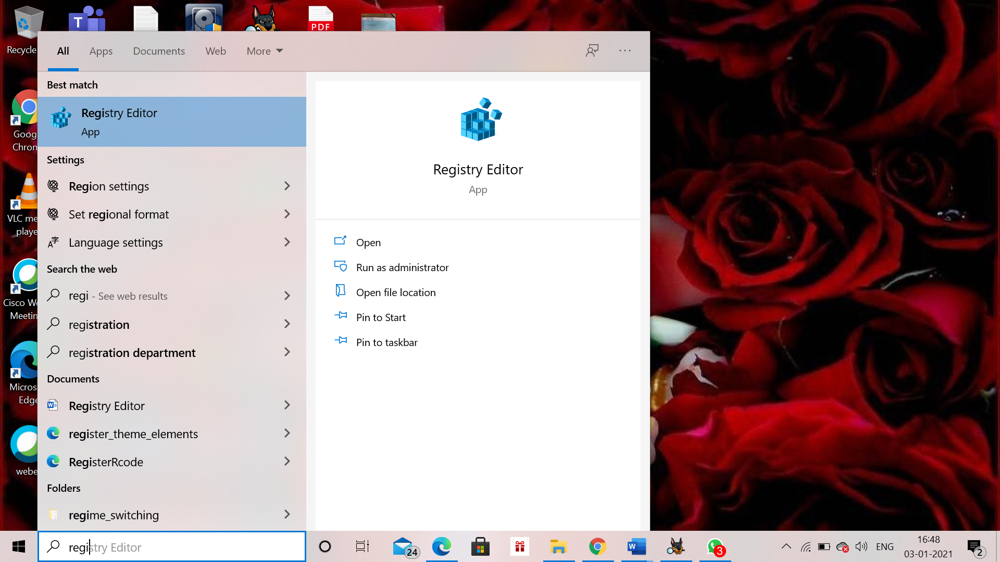 T
PDF
Recycle
Goog
Chrom
VLC me
playe
Cisco We
Meetin
Micros
Edge
webe
All Apps Documents Web More
Best match
Registry Editor
App
Settings
Region settings
Set regional format
Language settings
Search the web
regi - See web results
registration
registration department
Documents
Registry Editor
register_theme_elements
RegisterRcode
Folders
regime_switching
Registry Editor
App
Open
Run as administrator
Open file location
Pin to Start
Pin to taskbar
registry Editor
24
W
3
ENG
16:48
03-01-2021
2